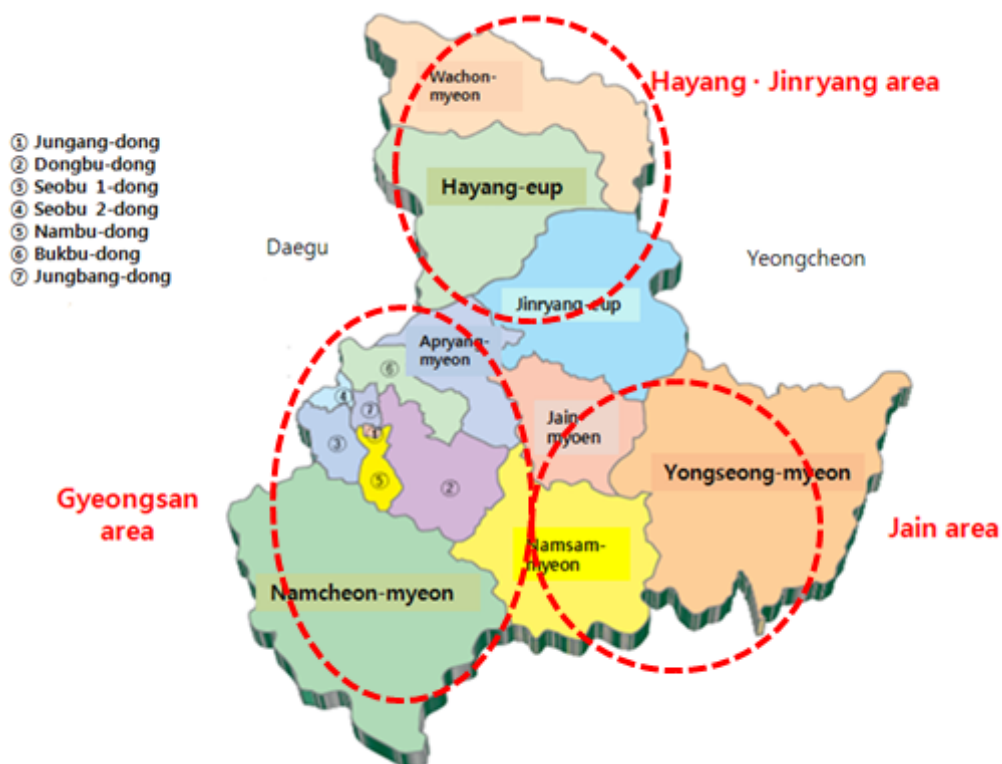 Wachon-
myeon
Hayang · Jinryang area
① Jungang-dong
② Dongbu-dong
③ Seobu 1-dong
④ Seobu 2-dong
⑤ Nambu-dong
⑥ Bukbu-dong
⑦ Jungbang-dong
Hayang-eup
Daegu
Yeongcheon
Jinryang-eup
Apryang-
myeon
⑥
④
⑦
①
③
⑤
②
Jain-
myoen
Yongseong-myeon
Gyeongsan
area
Jain area
Namsam-
myeon
Namcheon-myeon